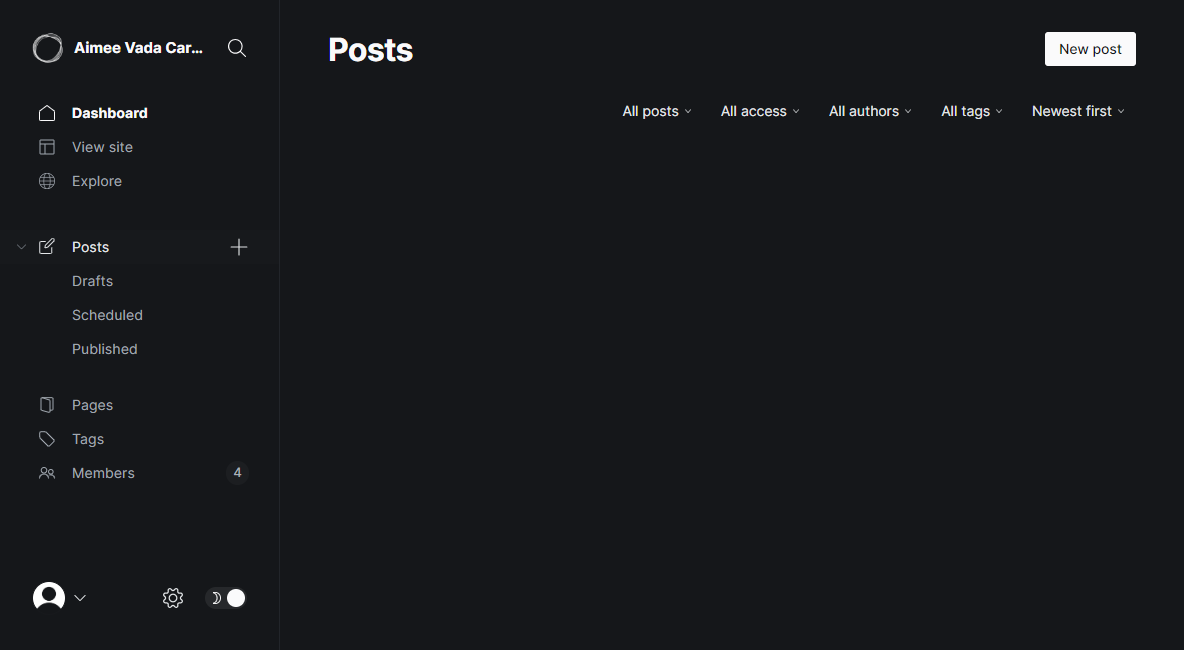 Aimee Vada Car...
Dashboard
View site
Explore
Posts
Drafts
Scheduled
Published
Pages
Tags
Members 4
Posts
New post
All posts All access All authors All tags Newest first